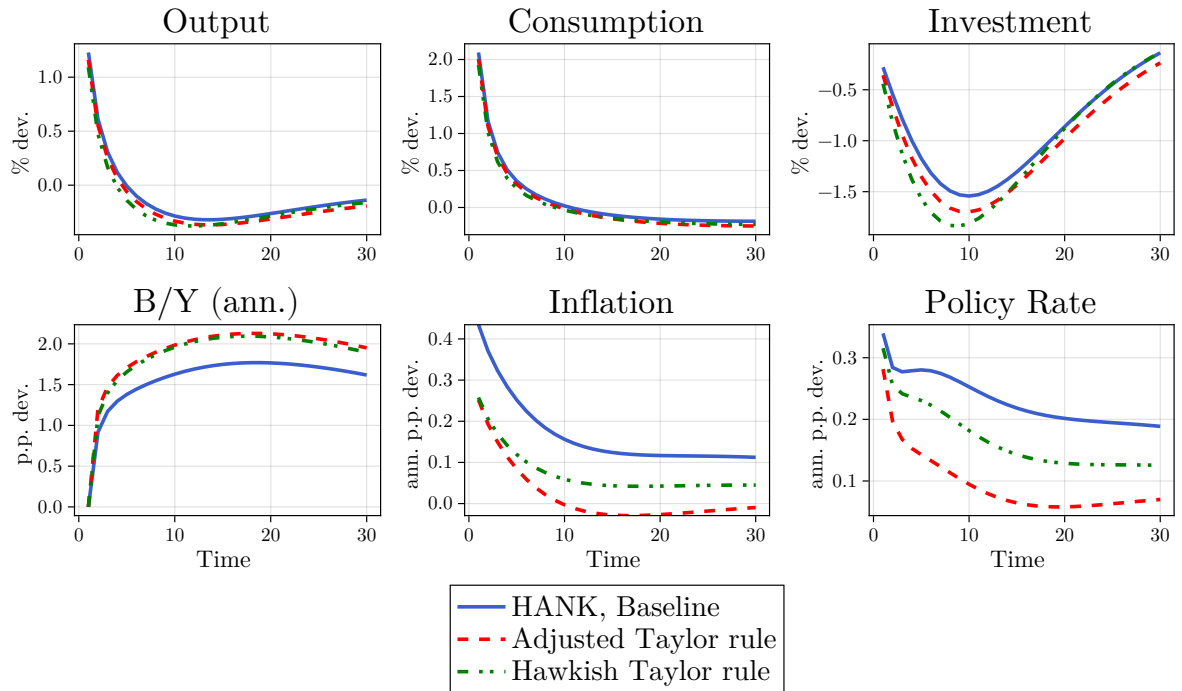 Output
Consumption
Investment
% dev.
1.0
0.5
0.0
0
10
20
30
% dev.
2.0
1.5
1.0
0.5
0.0
0
10
20
30
% dev.
−0.5
−1.0
−1.5
0
10
20
30
B/Y (ann.)
Inflation
Policy Rate
p.p. dev.
2.0
1.5
1.0
0.5
0.0
0
10
20
30
Time
ann. p.p. dev.
0.4
0.3
0.2
0.1
0.0
0
10
20
30
Time
ann. p.p. dev.
0.3
0.2
0.1
0
10
20
30
Time
HANK, Baseline
Adjusted Taylor rule
Hawkish Taylor rule